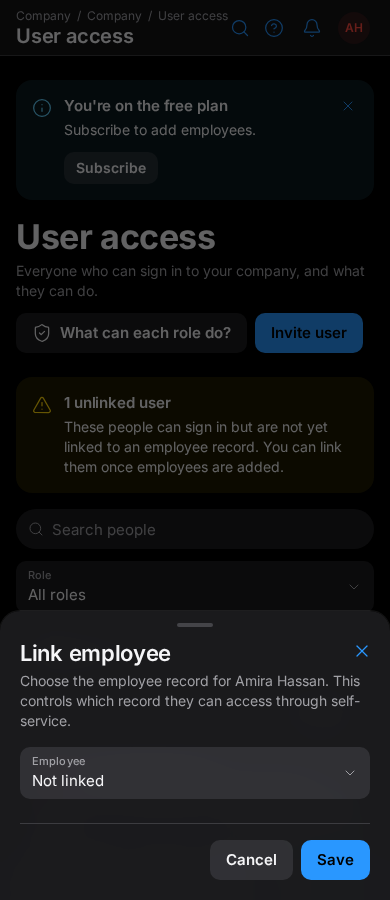 Company / Company / User access
User access
AH
You're on the free plan
Subscribe to add employees.
Subscribe
User access
Everyone who can sign in to your company, and what
they can do.
What can each role do?
Invite user
1 unlinked user
These people can sign in but are not yet
linked to an employee record. You can link
them once employees are added.
Search people
Role
All roles
Link employee
Choose the employee record for Amira Hassan. This
controls which record they can access through self-
service.
Employee
Not linked
Cancel
Save